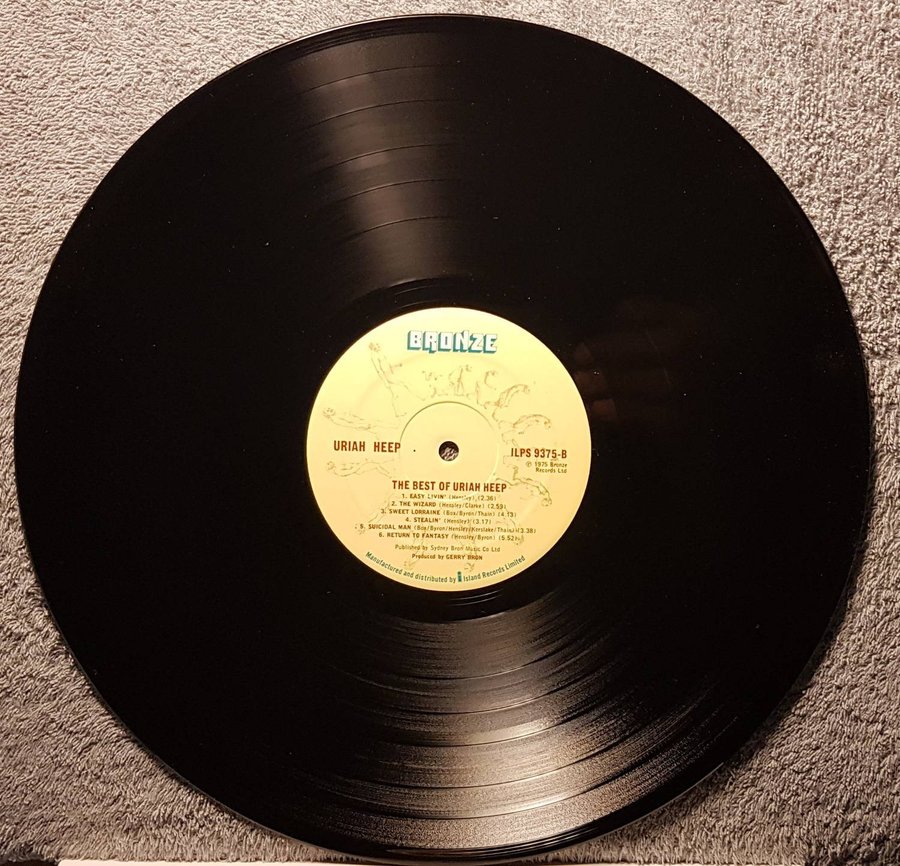 BRONZE
URIAH HEEP
ILPS 9375-B
℗ 1975 Bronze
Records Ltd
THE BEST OF URIAH HEEP
1. EASY LIVIN' (Hensley) (2.36)
2. THE WIZARD (Hensley/Clarke) (2.59)
3. SWEET LORRAINE (Box/Byron/Thain) (4.13)
4. STEALIN' (Hensley) (3.17)
5. SUICIDAL MAN (Box/Byron/Hensley/Kerslake/Thain) (3.38)
6. RETURN TO FANTASY (Hensley/Byron) (5.52)
Published by Sydney Bron Music Co Ltd
Produced by GERRY BRON
Manufactured and distributed by Island Records Limited